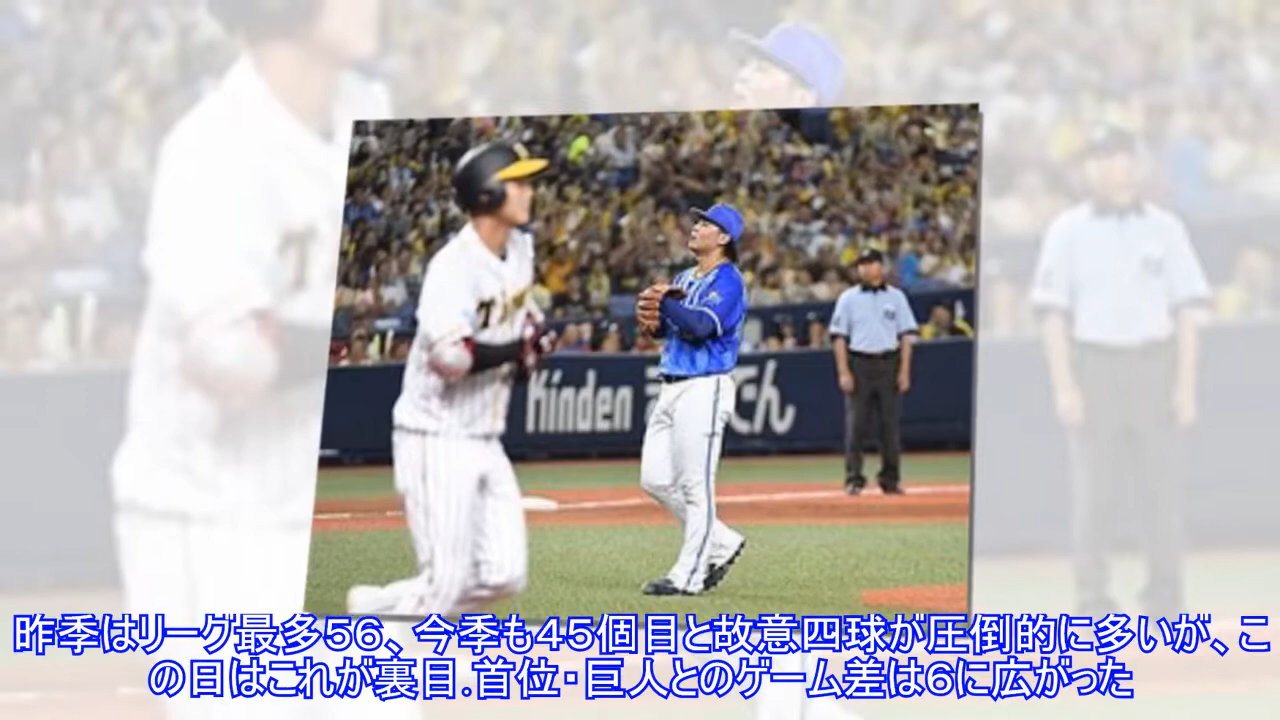 Kinden
昨季はリーグ最多５６、今季も４５個目と故意四球が圧倒的に多いが、こ
の日はこれが裏目.首位・巨人とのゲーム差は６に広がった